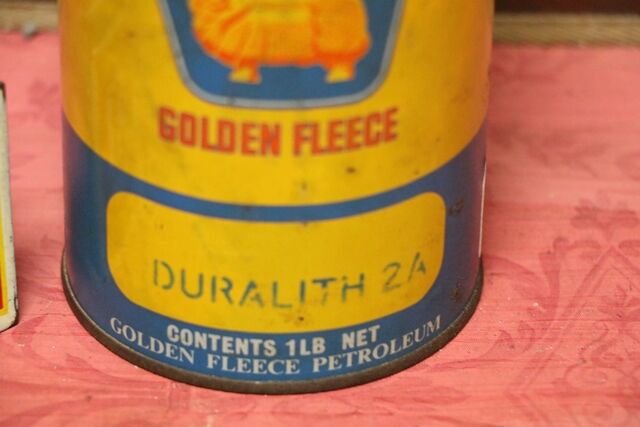 GOLDEN FLEECE
DURALITH 2A
CONTENTS 1LB NET
GOLDEN FLEECE PETROLEUM